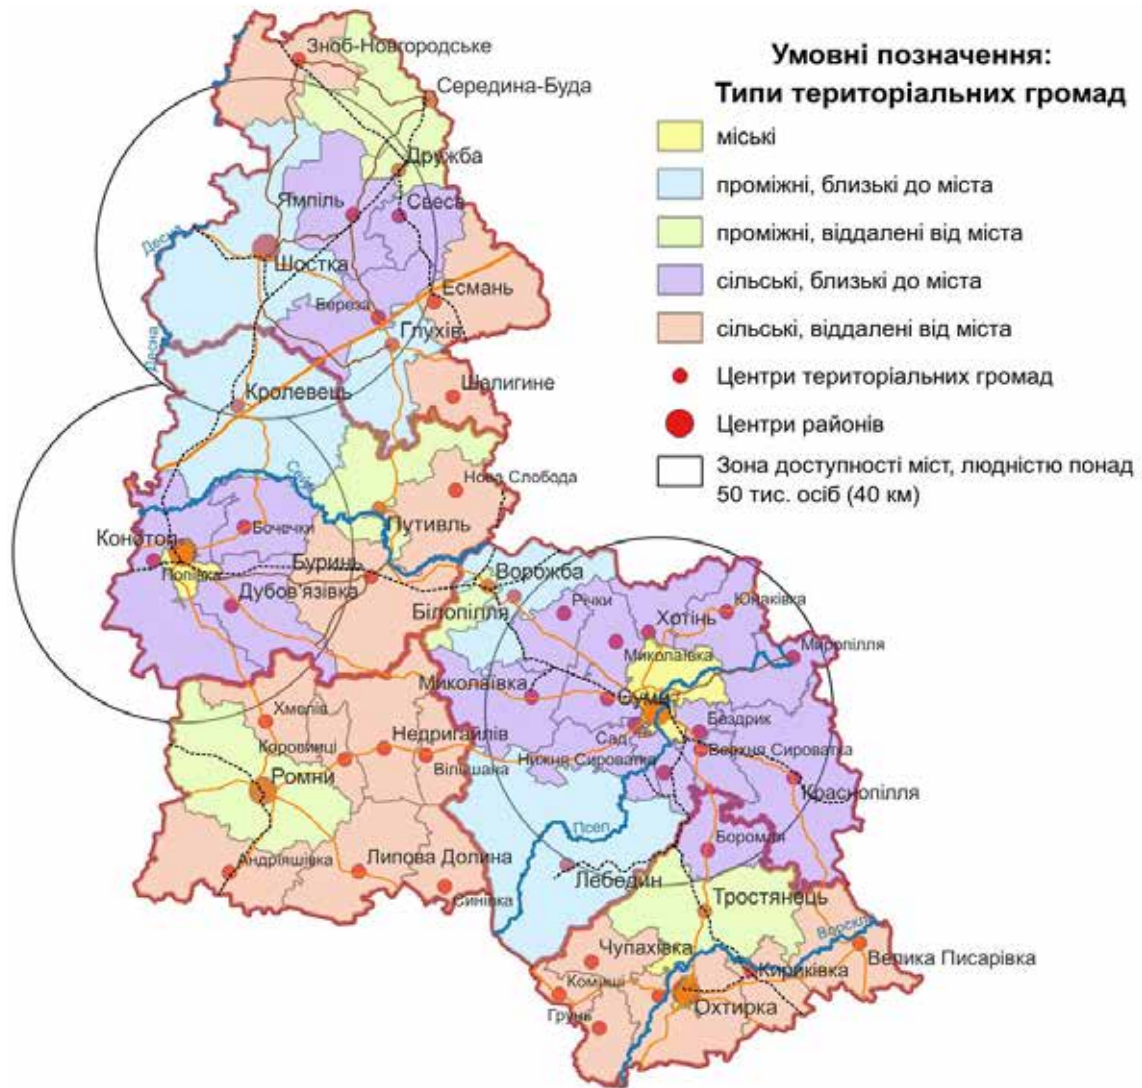 Умовні позначення:
Типи територіальних громад
міські
проміжні, близькі до міста
проміжні, віддалені від міста
сільські, близькі до міста
сільські, віддалені від міста
Центри територіальних громад
Центри районів
Зона доступності міст, людністю понад
50 тис. осіб (40 км)
Зноб-Новгородське
Середина-Буда
Дружба
Ямпіль
Свеса
Десна
Шостка
Есмань
Береза
Глухів
Десна
Кролевець
Шалигине
Сейм
Нова Слобода
Путивль
Бочечки
Конотоп
Попівка
Буринь
Дубов'язівка
Ворожба
Білопілля
Річки
Юнаківка
Хотінь
Миколаївка
Миропілля
Миколаївка
Суми
Хмелів
Недригайлів
Сад
Бездрик
Коровинці
Вільшана
Нижня Сироватка
Верхня Сироватка
Ромни
Краснопілля
Псел
Боромля
Андріяшівка
Липова Долина
Лебедин
Синівка
Тростянець
Ворскла
Чупахівка
Велика Писарівка
Комиші
Кириківка
Грунь
Охтирка